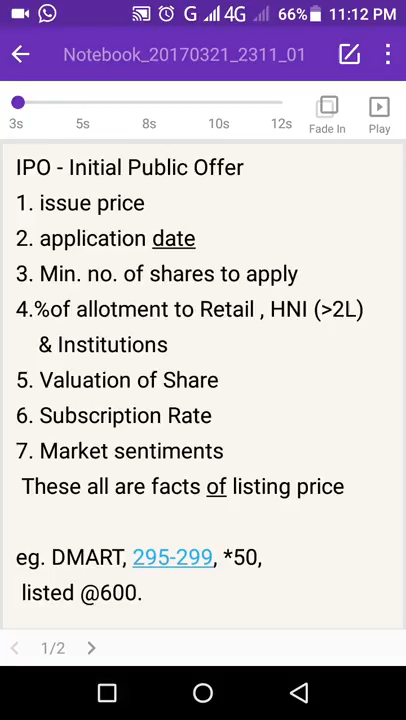 G 4G 66% 11:12 PM
Notebook_20170321_2311_01
3s 5s 8s 10s 12s Fade In Play
IPO - Initial Public Offer
1. issue price
2. application date
3. Min. no. of shares to apply
4.%of allotment to Retail , HNI (>2L)
& Institutions
5. Valuation of Share
6. Subscription Rate
7. Market sentiments
These all are facts of listing price
eg. DMART, 295-299, *50,
listed @600.
1/2